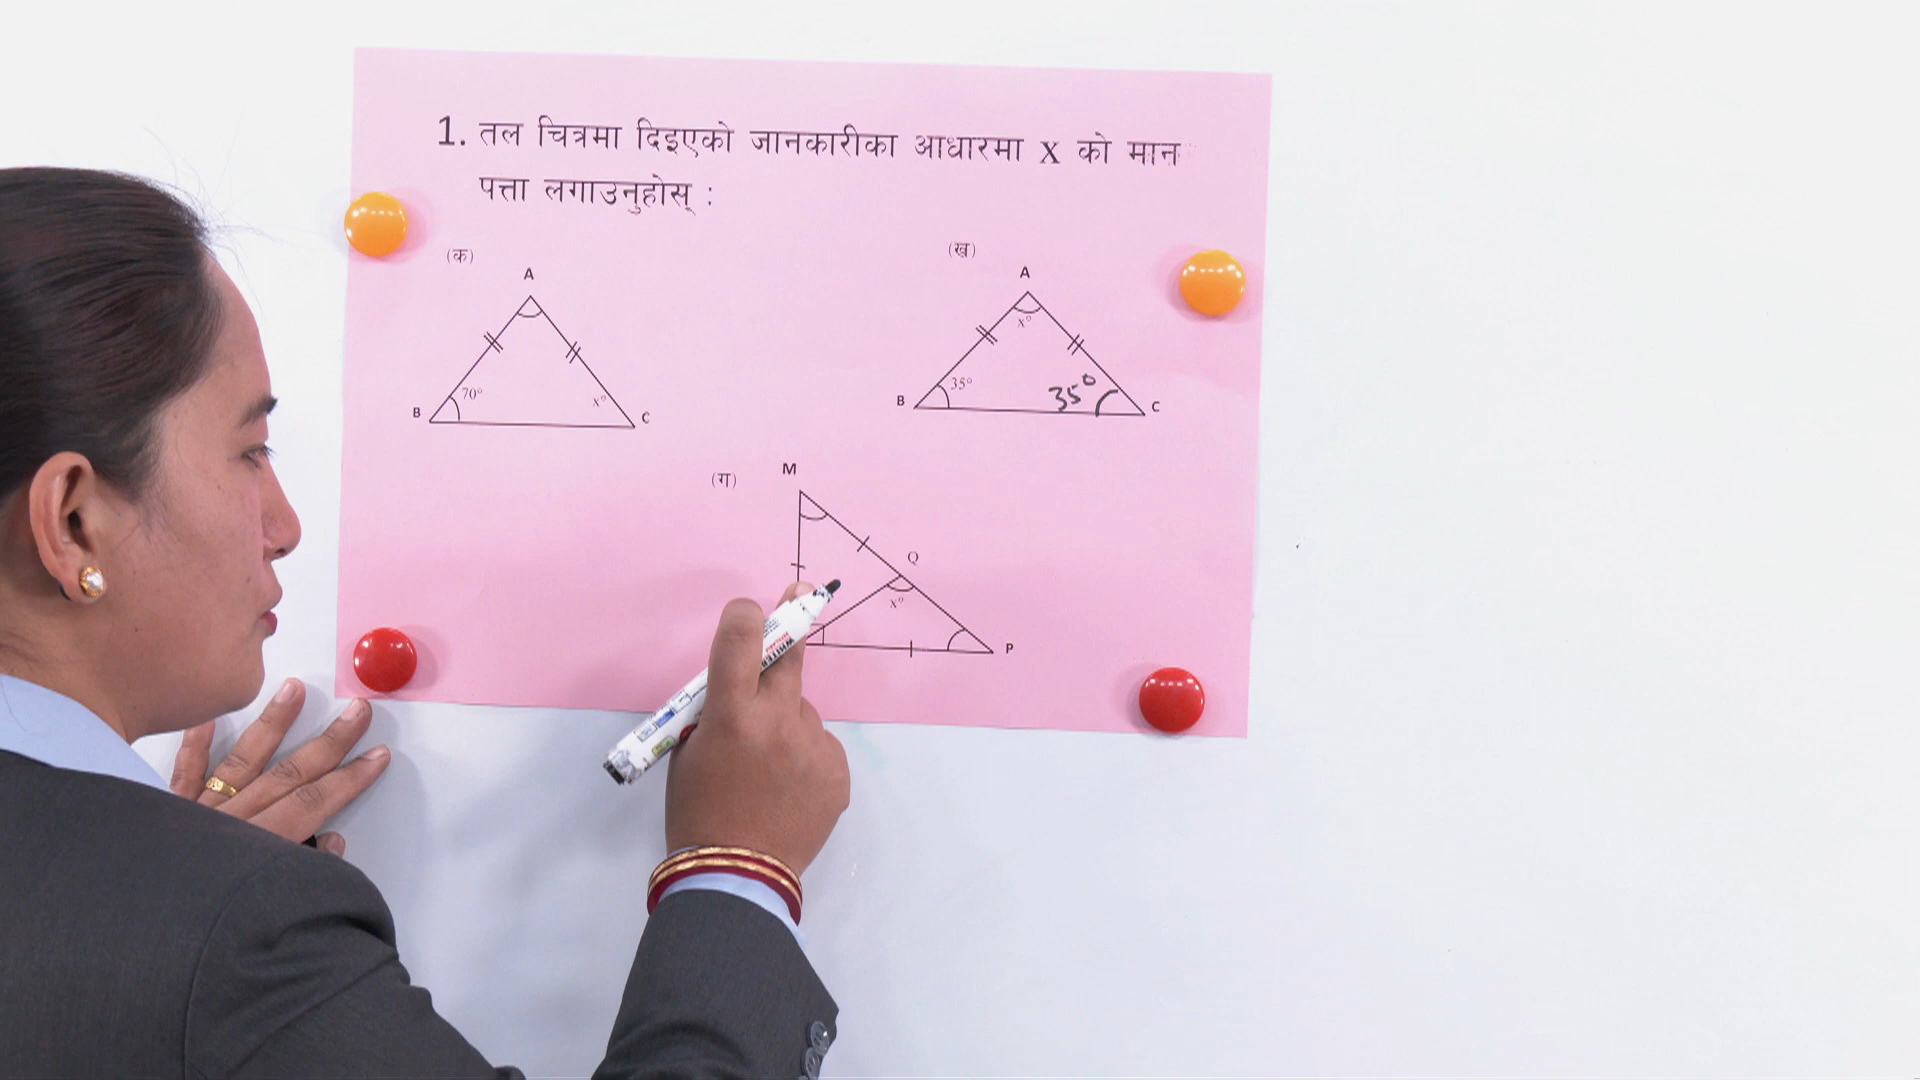 1. तल चित्रमा दिइएको जानकारीका आधारमा x को मान
पत्ता लगाउनुहोस् :
(क)
A
70°
x°
B
C
(ख)
A
x°
35°
35°
B
C
(ग)
M
Q
x°
P